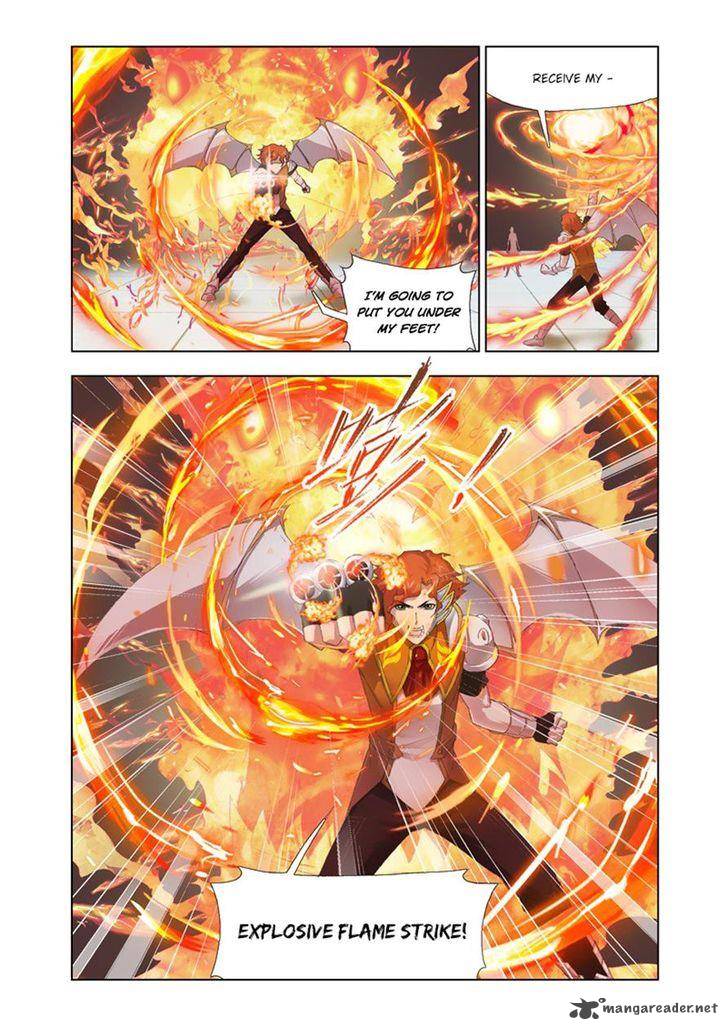 I'M GOING TO
PUT YOU UNDER
MY FEET!
RECEIVE MY -
EXPLOSIVE FLAME STRIKE!
mangareader.net